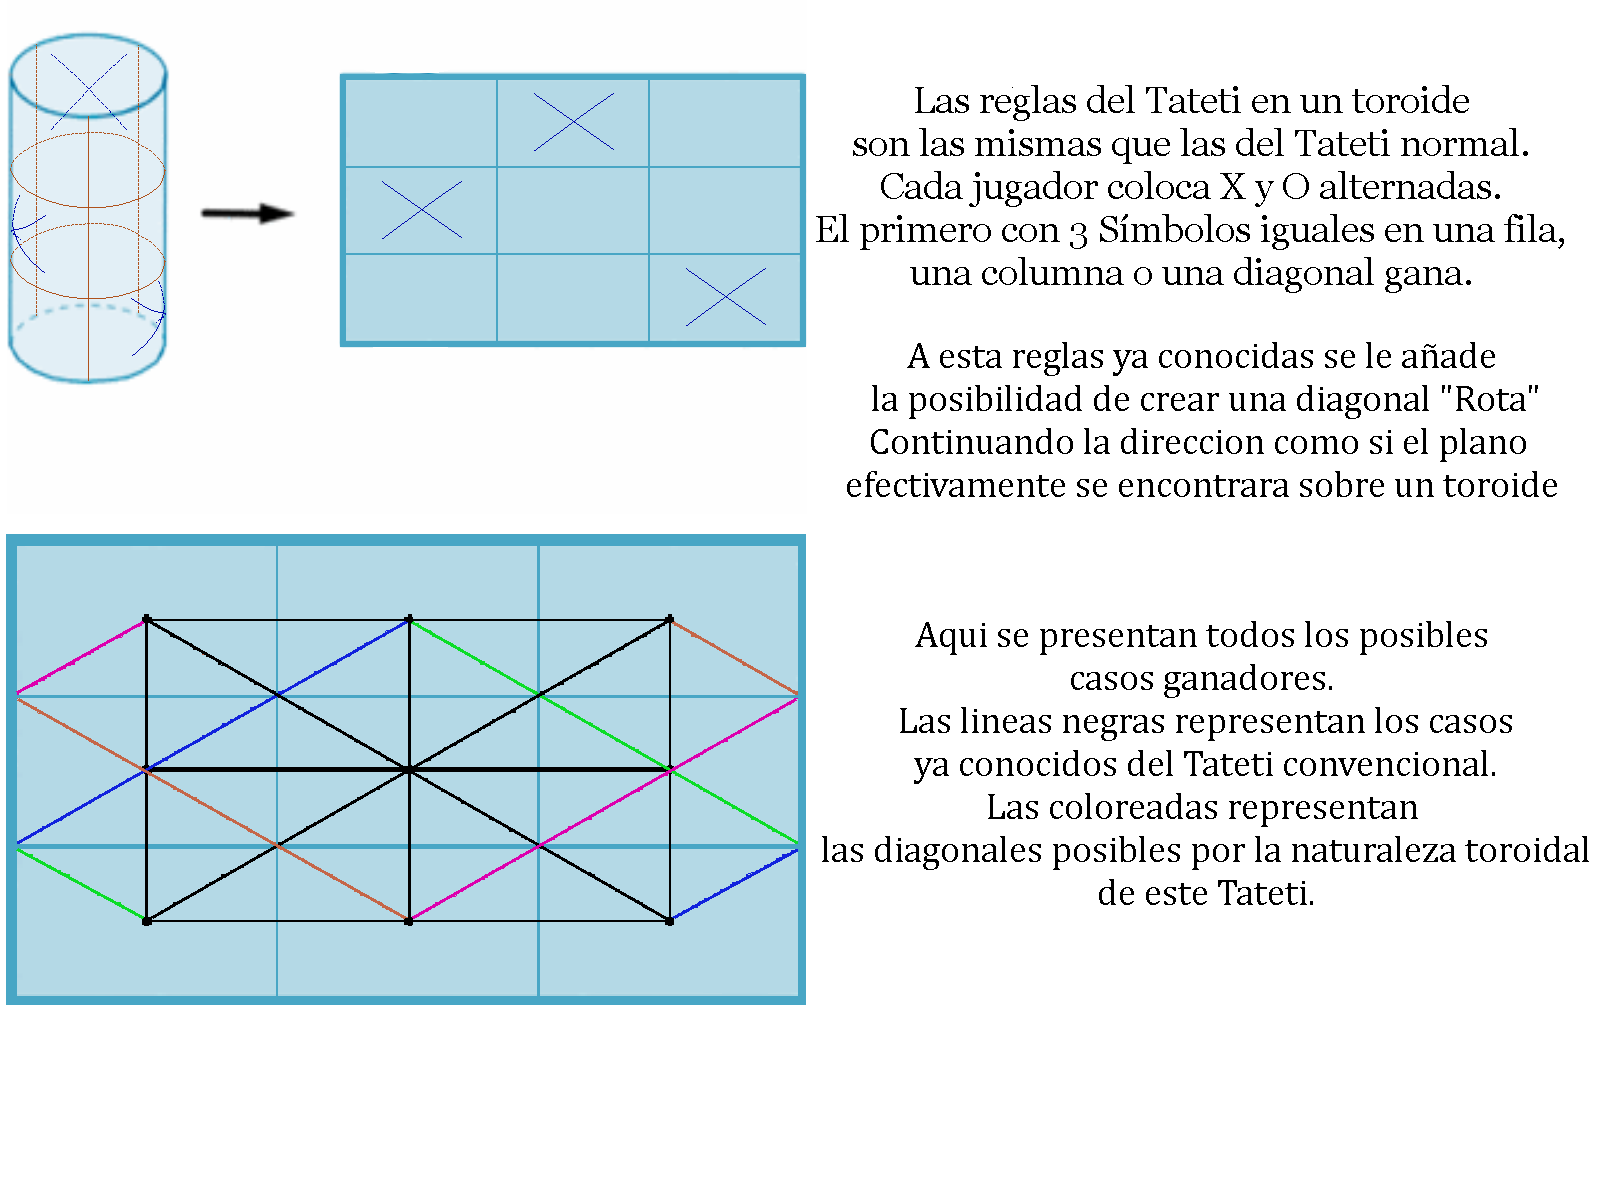 Las reglas del Tateti en un toroide
son las mismas que las del Tateti normal.
Cada jugador coloca X y O alternadas.
El primero con 3 Símbolos iguales en una fila,
una columna o una diagonal gana.
A esta reglas ya conocidas se le añade
la posibilidad de crear una diagonal "Rota"
Continuando la direccion como si el plano
efectivamente se encontrara sobre un toroide
Aqui se presentan todos los posibles
casos ganadores.
Las lineas negras representan los casos
ya conocidos del Tateti convencional.
Las coloreadas representan
las diagonales posibles por la naturaleza toroidal
de este Tateti.